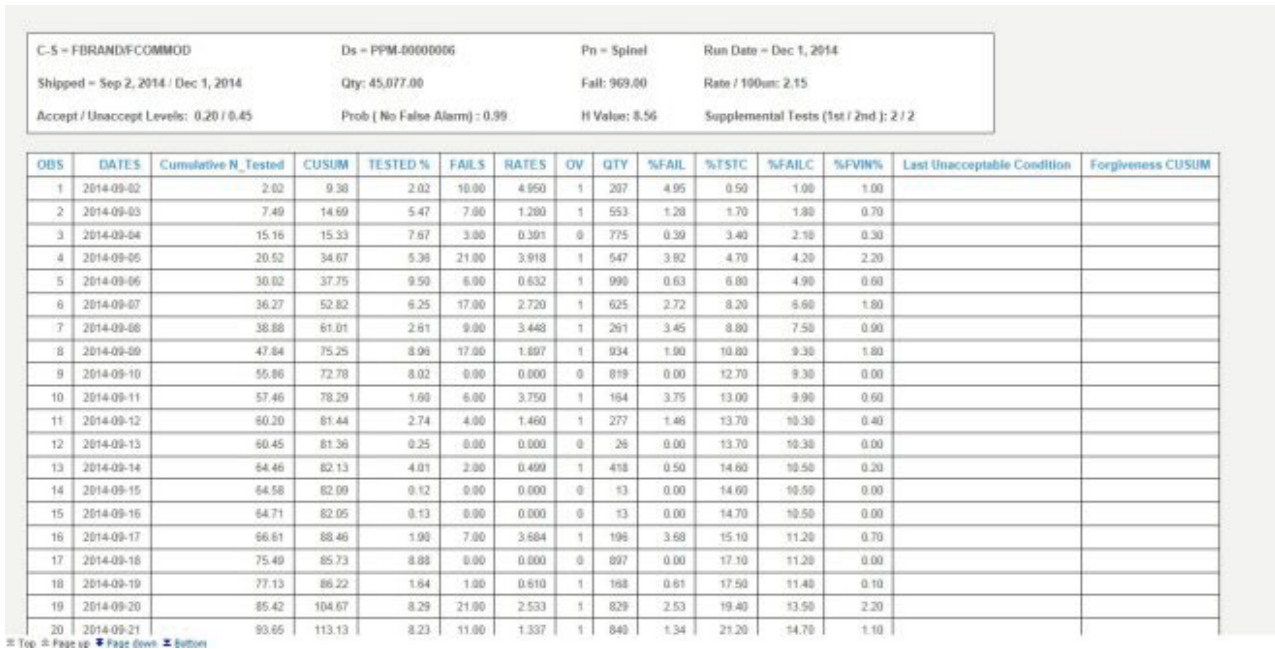 C-S = FBRAND/FCOMMOD Ds = PPM-00000006 Pn = Spinel Run Date = Dec 1, 2014
Shipped = Sep 2, 2014 / Dec 1, 2014 Qty: 45,077.00 Fail: 969.00 Rate / 100un: 2.15
Accept / Unaccept Levels: 0.20 / 0.45 Prob ( No False Alarm) : 0.99 H Value: 8.56 Supplemental Tests (1st / 2nd ): 2 / 2
OBS DATES Cumulative N_Tested CUSUM TESTED % FAILS RATES OV QTY %FAIL %TSTC %FAILC %FVIN% Last Unacceptable Condition Forgiveness CUSUM
1 2014-09-02 2.02 9.38 2.02 10.00 4.950 1 207 4.95 0.50 1.00 1.00
2 2014-09-03 7.49 14.69 5.47 7.00 1.280 1 553 1.28 1.70 1.80 0.70
3 2014-09-04 15.16 15.33 7.67 3.00 0.391 0 775 0.39 3.40 2.10 0.30
4 2014-09-05 20.52 34.67 5.36 21.00 3.918 1 547 3.92 4.70 4.20 2.20
5 2014-09-06 30.02 37.75 9.50 6.00 0.632 1 990 0.63 6.80 4.90 0.60
6 2014-09-07 36.27 52.82 6.25 17.00 2.720 1 625 2.72 8.20 6.60 1.80
7 2014-09-08 38.88 61.01 2.61 9.00 3.448 1 261 3.45 8.80 7.50 0.90
8 2014-09-09 47.84 75.25 8.96 17.00 1.897 1 934 1.90 10.80 9.30 1.80
9 2014-09-10 55.86 72.78 8.02 0.00 0.000 0 819 0.00 12.70 9.30 0.00
10 2014-09-11 57.46 78.29 1.60 6.00 3.750 1 164 3.75 13.00 9.90 0.60
11 2014-09-12 60.20 81.44 2.74 4.00 1.460 1 277 1.46 13.70 10.30 0.40
12 2014-09-13 60.45 81.36 0.25 0.00 0.000 0 26 0.00 13.70 10.30 0.00
13 2014-09-14 64.46 82.13 4.01 2.00 0.499 1 418 0.50 14.60 10.50 0.20
14 2014-09-15 64.58 82.09 0.12 0.00 0.000 0 13 0.00 14.60 10.50 0.00
15 2014-09-16 64.71 82.05 0.13 0.00 0.000 0 13 0.00 14.70 10.50 0.00
16 2014-09-17 66.61 88.46 1.90 7.00 3.684 1 196 3.68 15.10 11.20 0.70
17 2014-09-18 75.49 85.73 8.88 0.00 0.000 0 897 0.00 17.10 11.20 0.00
18 2014-09-19 77.13 86.22 1.64 1.00 0.610 1 168 0.61 17.50 11.40 0.10
19 2014-09-20 85.42 104.67 8.29 21.00 2.533 1 829 2.53 19.40 13.50 2.20
20 2014-09-21 93.65 113.13 8.23 11.00 1.337 1 840 1.34 21.20 14.70 1.10
Top Page up Page down Bottom